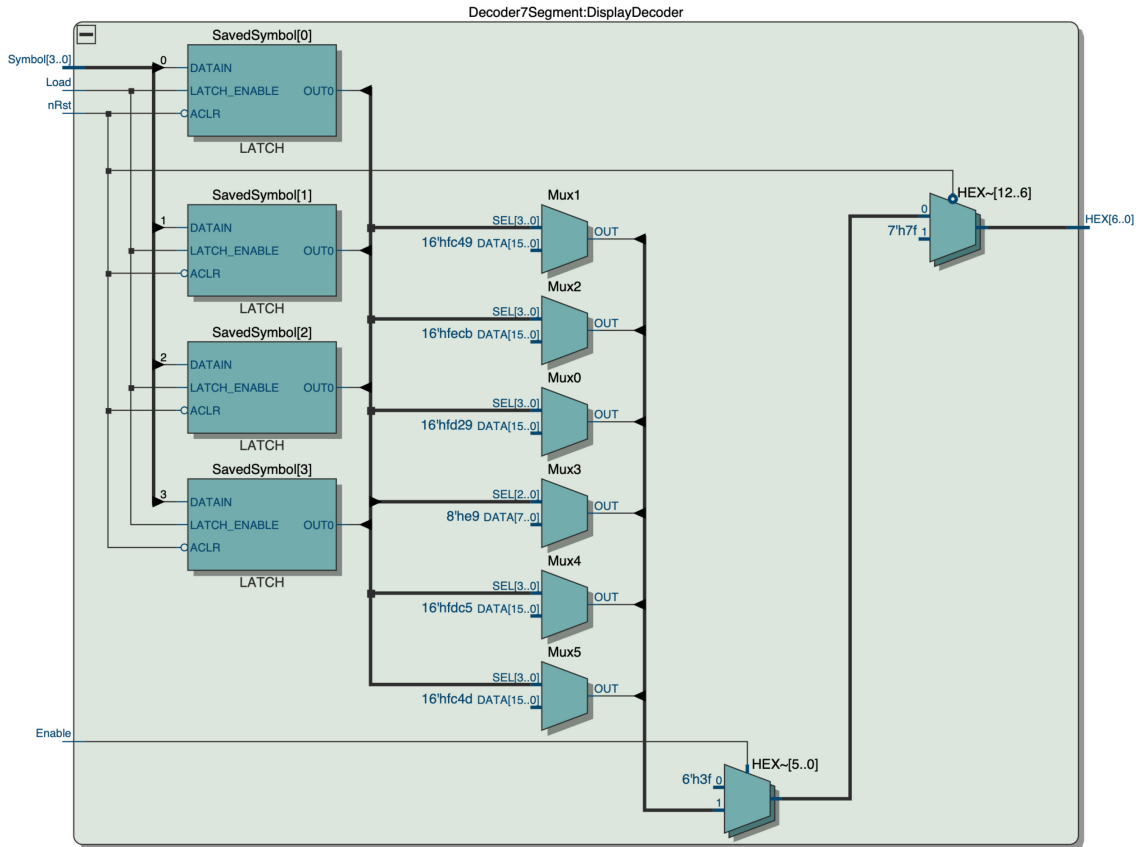 Decoder7Segment:DisplayDecoder
SavedSymbol[0]
Symbol[3..0]
0
DATAIN
Load
LATCH_ENABLE OUT0
nRst
ACLR
LATCH
SavedSymbol[1]
1
DATAIN
LATCH_ENABLE OUT0
ACLR
LATCH
SavedSymbol[2]
2
DATAIN
LATCH_ENABLE OUT0
ACLR
LATCH
SavedSymbol[3]
3
DATAIN
LATCH_ENABLE OUT0
ACLR
LATCH
Mux1
SEL[3..0]
OUT
16'hfc49 DATA[15..0]
Mux2
SEL[3..0]
OUT
16'hfecb DATA[15..0]
Mux0
SEL[3..0]
OUT
16'hfd29 DATA[15..0]
Mux3
SEL[2..0]
OUT
8'he9 DATA[7..0]
Mux4
SEL[3..0]
OUT
16'hfdc5 DATA[15..0]
Mux5
SEL[3..0]
OUT
16'hfc4d DATA[15..0]
HEX~[12..6]
0
7'h7f 1
HEX[6..0]
Enable
HEX~[5..0]
6'h3f 0
1